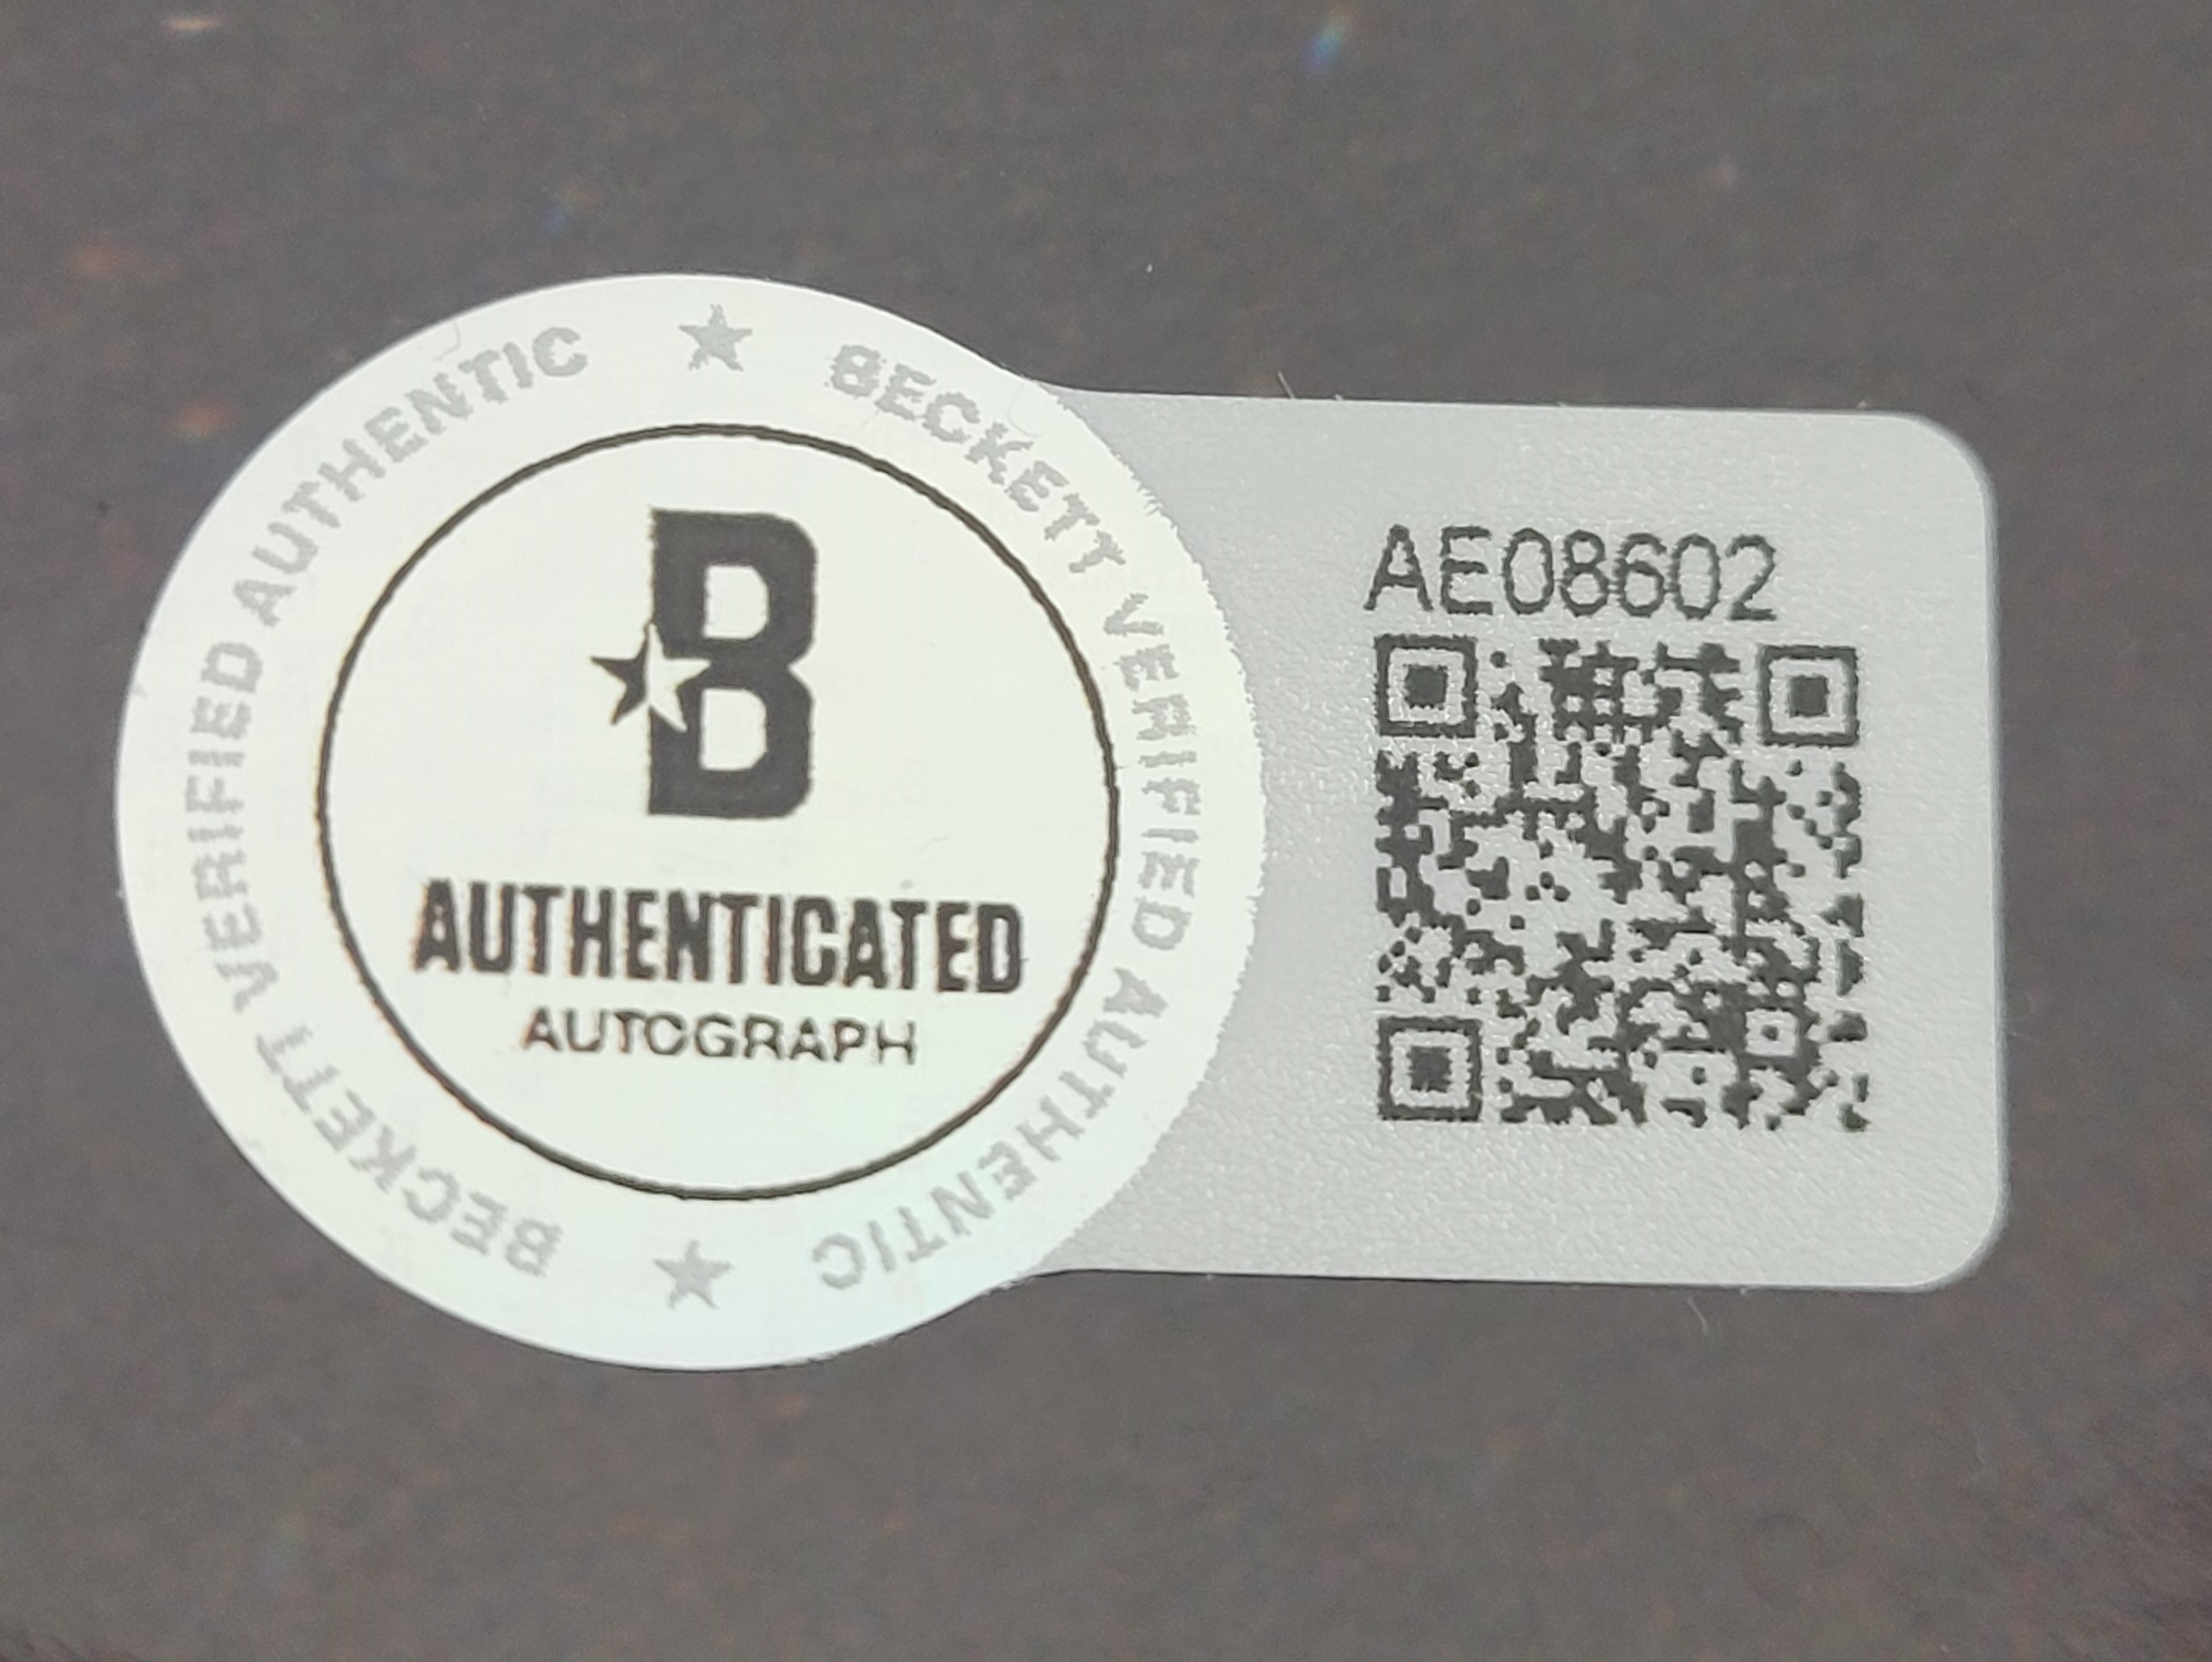 BECKETT VERIFIED AUTHENTIC
BECKETT VERIFIED AUTHENTIC
B
AUTHENTICATED
AUTOGRAPH
AE08602